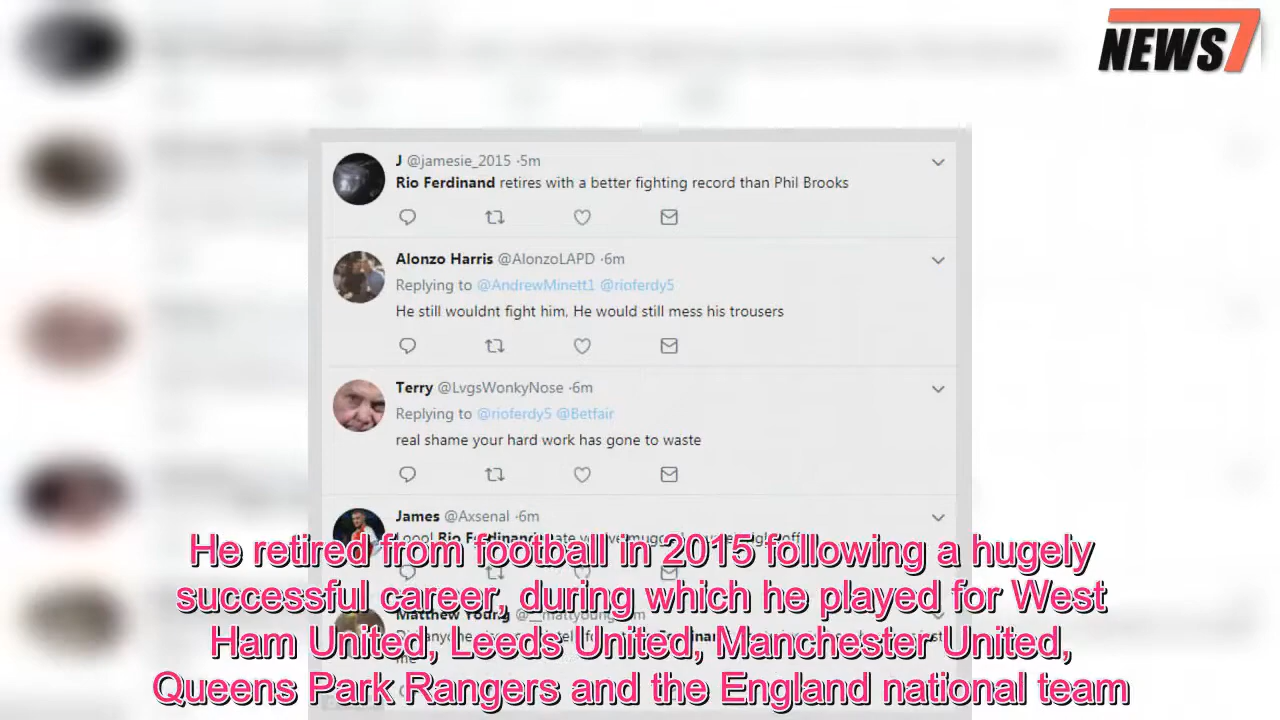 NEWS7
J @jamesie_2015 ·5m
Rio Ferdinand retires with a better fighting record than Phil Brooks
Alonzo Harris @AlonzoLAPD ·6m
Replying to @AndrewMinett1 @rioferdy5
He still wouldnt fight him. He would still mess his trousers
Terry @LvgsWonkyNose ·6m
Replying to @rioferdy5 @Betfair
real shame your hard work has gone to waste
James @Axsenal ·6m
Matthew Young @__mattyoung
He retired from football in 2015 following a hugely
successful career, during which he played for West
Ham United, Leeds United, Manchester United,
Queens Park Rangers and the England national team